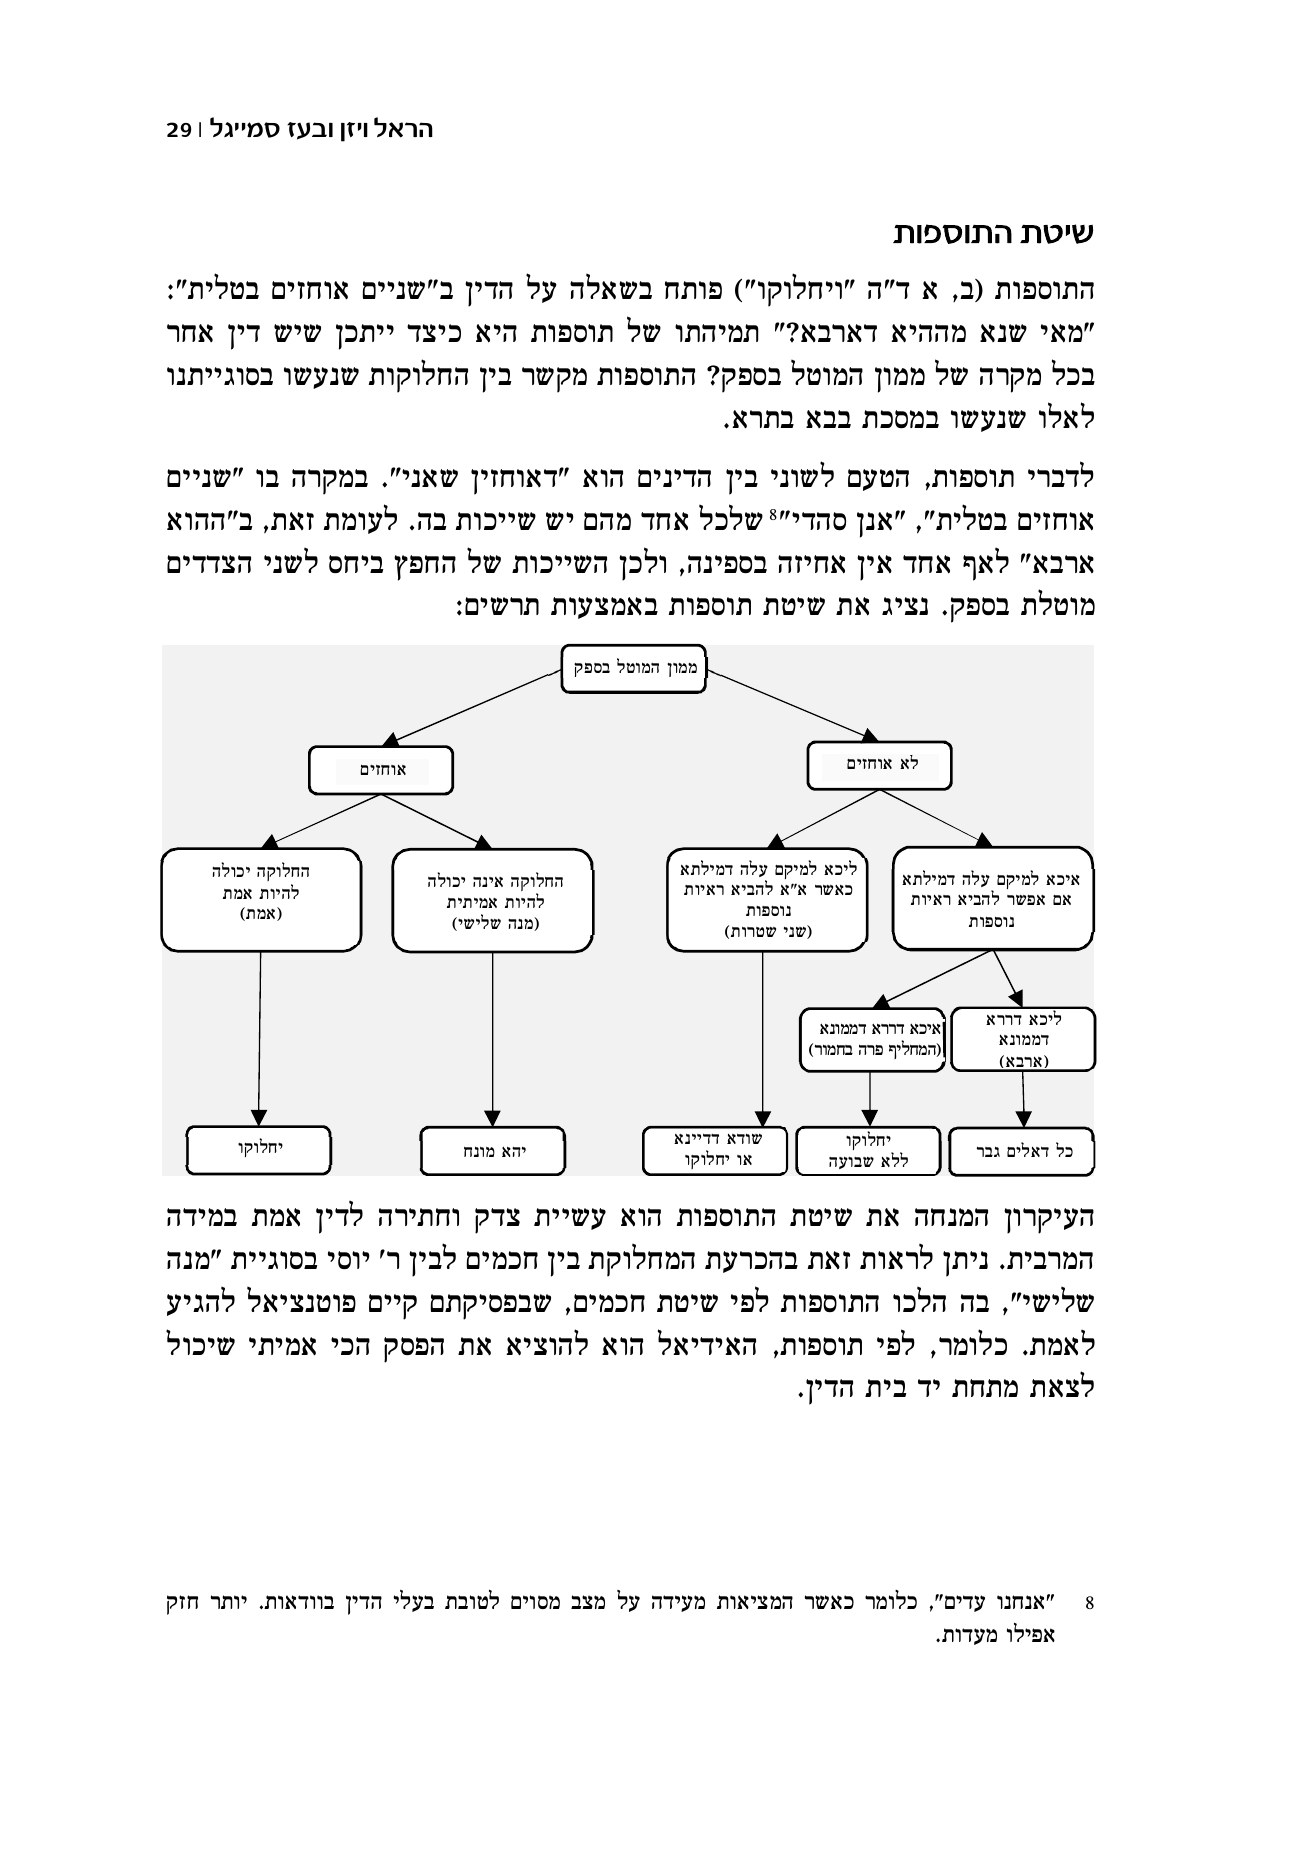 הראל ויזן ובעז סמייגל | 29
שיטת התוספות
התוספות (ב, א ד"ה "ויחלוקו") פותח בשאלה על הדין ב"שניים אוחזים בטלית":
"מאי שנא מההיא דארבא?" תמיהתו של תוספות היא כיצד ייתכן שיש דין אחר
בכל מקרה של ממון המוטל בספק? התוספות מקשר בין החלוקות שנעשו בסוגייתנו
לאלו שנעשו במסכת בבא בתרא.
לדברי תוספות, הטעם לשוני בין הדינים הוא "דאוחזין שאני". במקרה בו "שניים
אוחזים בטלית", "אנן סהדי"8 שלכל אחד מהם יש שייכות בה. לעומת זאת, ב"ההוא
ארבא" לאף אחד אין אחיזה בספינה, ולכן השייכות של החפץ ביחס לשני הצדדים
מוטלת בספק. נציג את שיטת תוספות באמצעות תרשים:
ממון המוטל בספק
לא אוחזים
אוחזים
איכא למיקם עלה דמילתא
אם אפשר להביא ראיות
נוספות
ליכא למיקם עלה דמילתא
כאשר א"א להביא ראיות
נוספות
(שני שטרות)
החלוקה אינה יכולה
להיות אמיתית
(מנה שלישי)
החלוקה יכולה
להיות אמת
(אמת)
ליכא דררא
דממונא
(ארבא)
איכא דררא דממונא
(המחליף פרה בחמור)
כל דאלים גבר
יחלוקו
ללא שבועה
שודא דדיינא
או יחלוקו
יהא מונח
יחלוקו
העיקרון המנחה את שיטת התוספות הוא עשיית צדק וחתירה לדין אמת במידה
המרבית. ניתן לראות זאת בהכרעת המחלוקת בין חכמים לבין ר' יוסי בסוגיית "מנה
שלישי", בה הלכו התוספות לפי שיטת חכמים, שבפסיקתם קיים פוטנציאל להגיע
לאמת. כלומר, לפי תוספות, האידיאל הוא להוציא את הפסק הכי אמיתי שיכול
לצאת מתחת יד בית הדין.
8 "אנחנו עדים", כלומר כאשר המציאות מעידה על מצב מסוים לטובת בעלי הדין בוודאות. יותר חזק
אפילו מעדות.